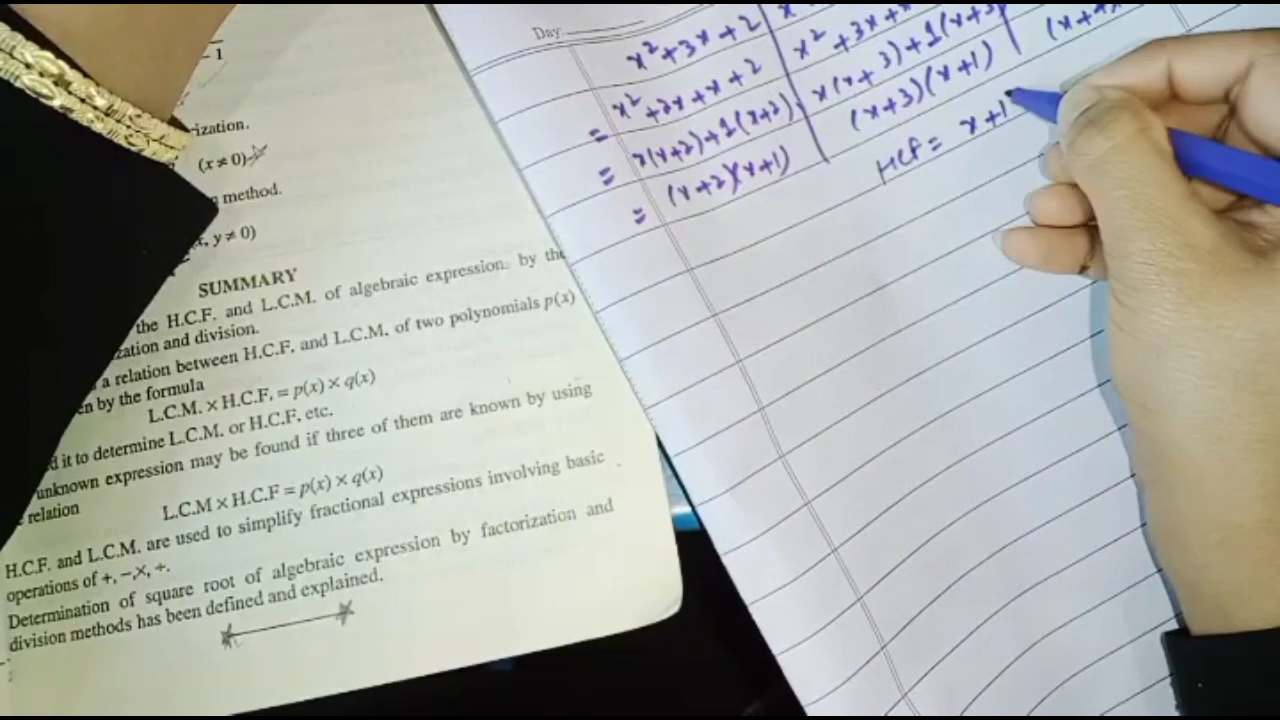 - 1
ization.
(x ≠ 0)
method.
x, y ≠ 0)
SUMMARY
the H.C.F. and L.C.M. of algebraic expression by the
zation and division.
a relation between H.C.F. and L.C.M. of two polynomials p(x)
en by the formula
L.C.M. × H.C.F. = p(x) × q(x)
d it to determine L.C.M. or H.C.F. etc.
unknown expression may be found if three of them are known by using
relation
L.C.M × H.C.F = p(x) × q(x)
H.C.F. and L.C.M. are used to simplify fractional expressions involving basic
operations of +, −, ×, ÷.
Determination of square root of algebraic expression by factorization and
division methods has been defined and explained.
Day:
x² + 3x + 2
= x² + 2x + x + 2
= x(x+2)+1(x+2)
= (x+2)(x+1)
x² + 3x + x
x(x+3)+1(x+3
(x+3)(x+1)
(x+4
HCF = x+1